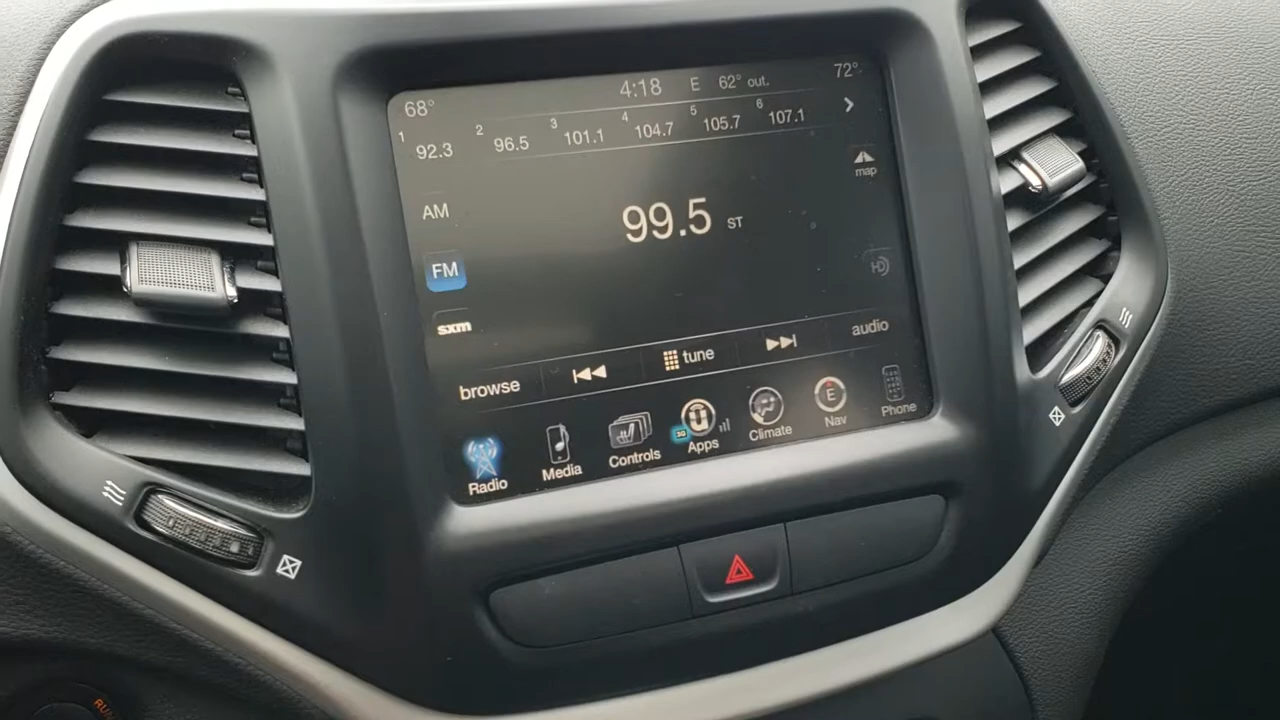 68° 4:18 E 62° out. 72°
1 92.3 2 96.5 3 101.1 4 104.7 5 105.7 6 107.1
map
AM
99.5 ST
FM
HD
sxm
browse tune audio
Radio Media Controls 3G Apps Climate E Nav Phone
RUN